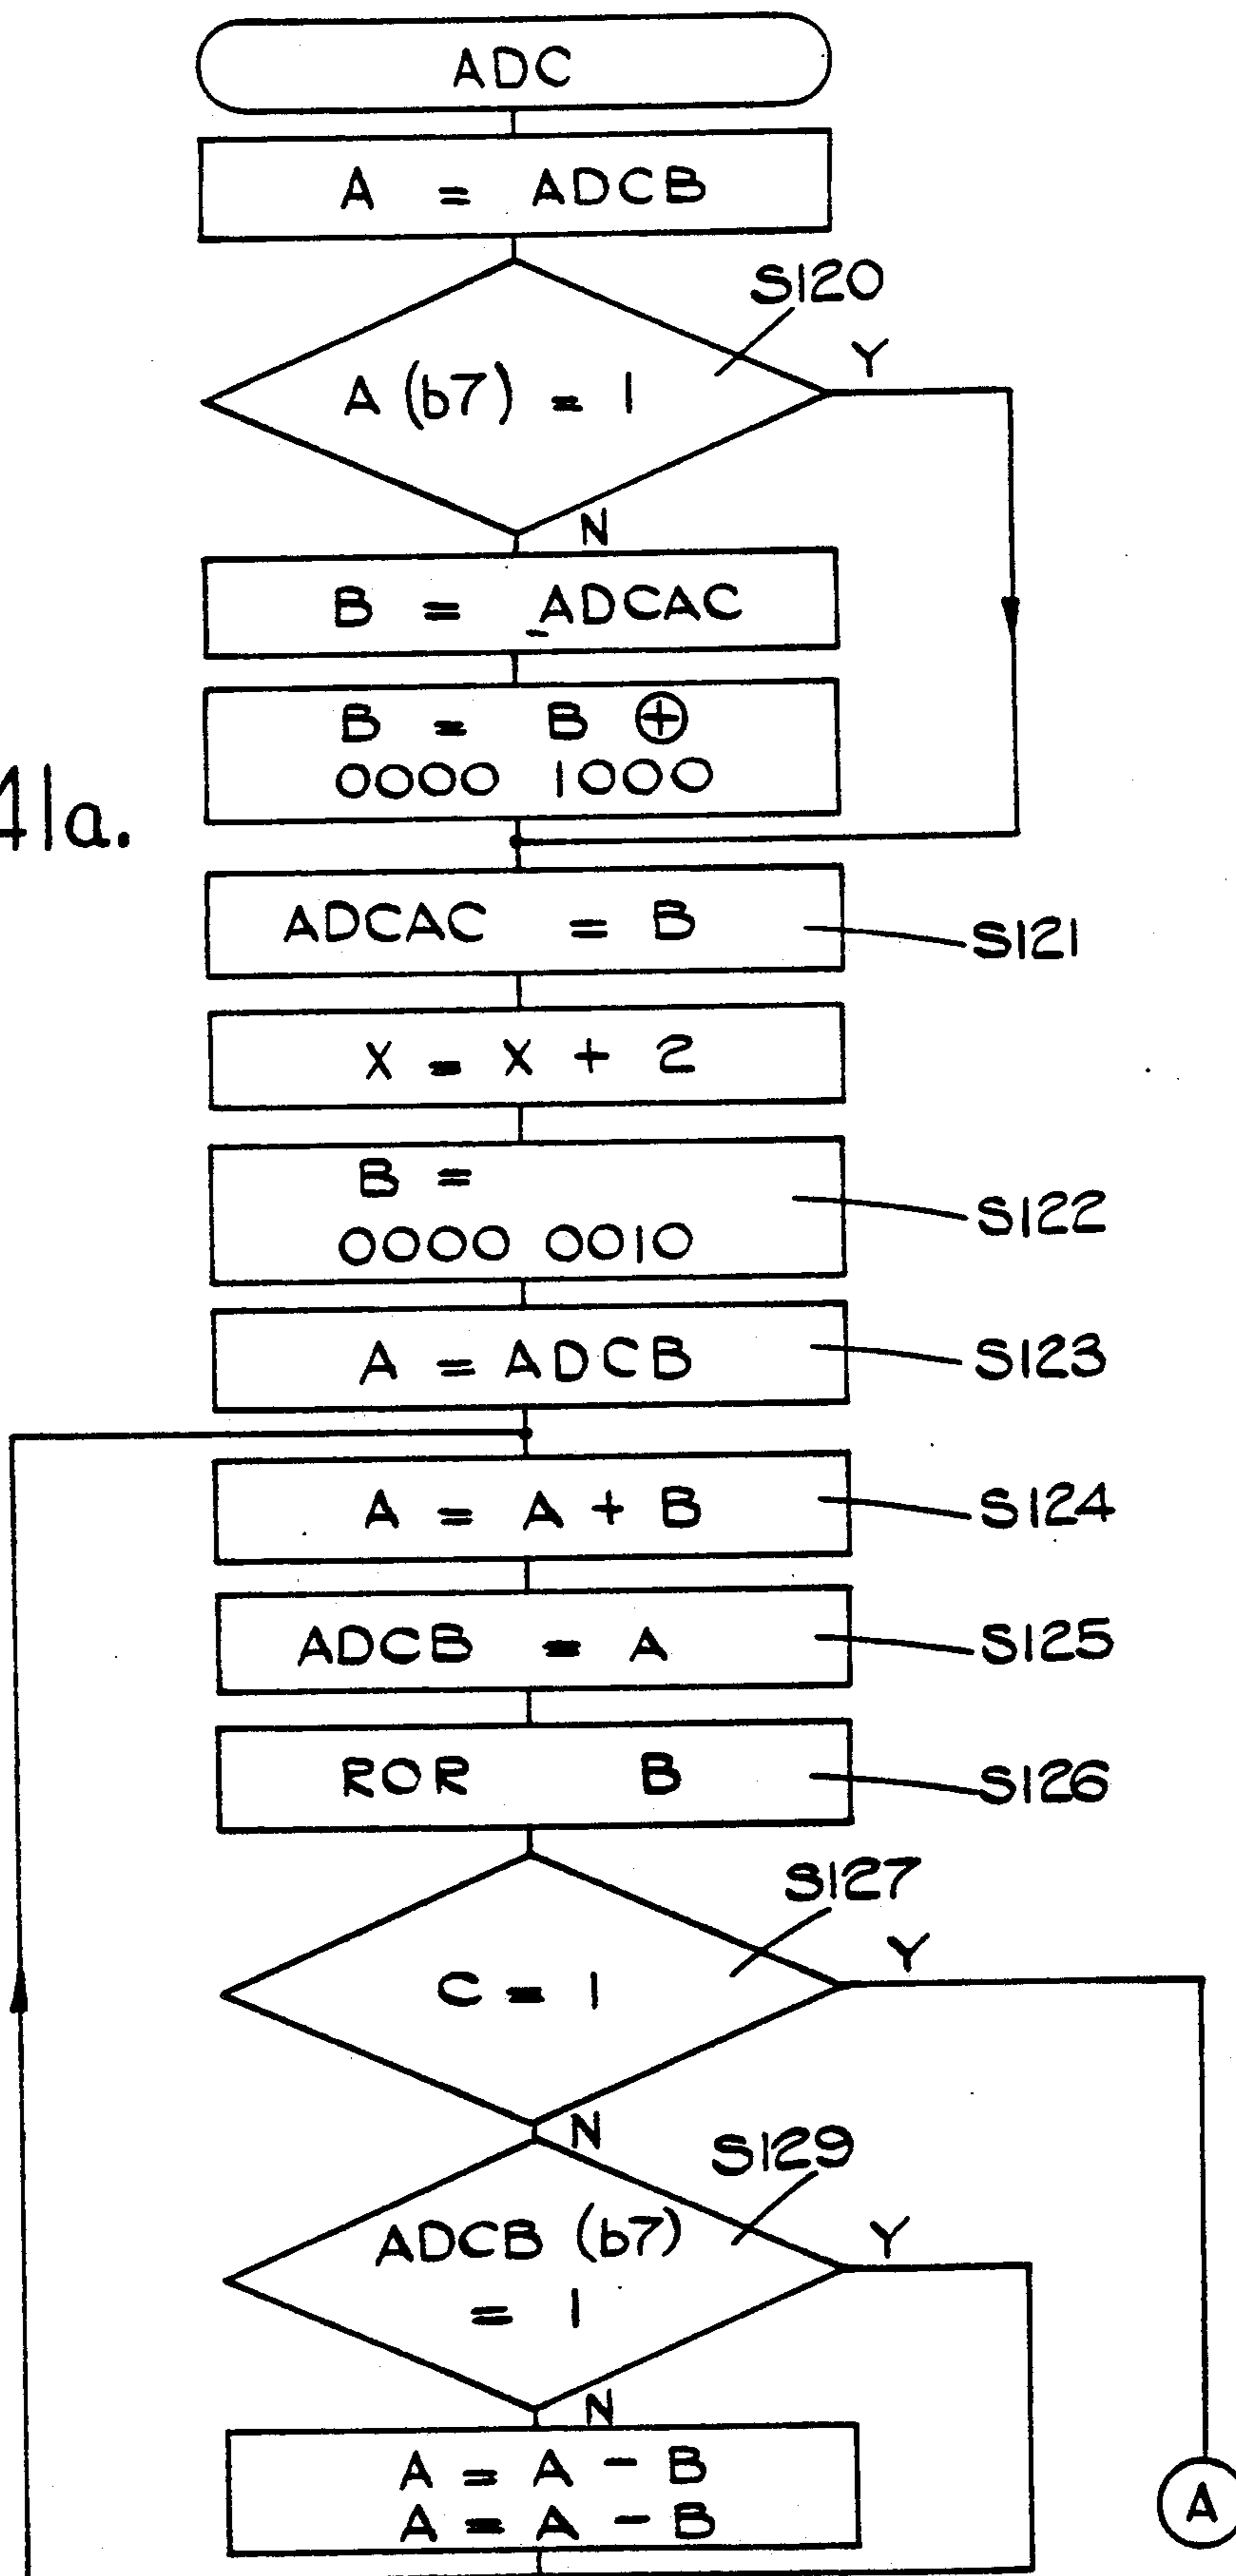 ADC
A = ADCB
S120
A (b7) = 1
Y
N
B = ADCAC
B = B ⊕
0000 1000
41a.
ADCAC = B
S121
X = X + 2
B =
0000 0010
S122
A = ADCB
S123
A = A + B
S124
ADCB = A
S125
ROR B
S126
S127
C = 1
Y
N
S129
ADCB (b7)
= 1
Y
N
A = A - B
A = A - B
A